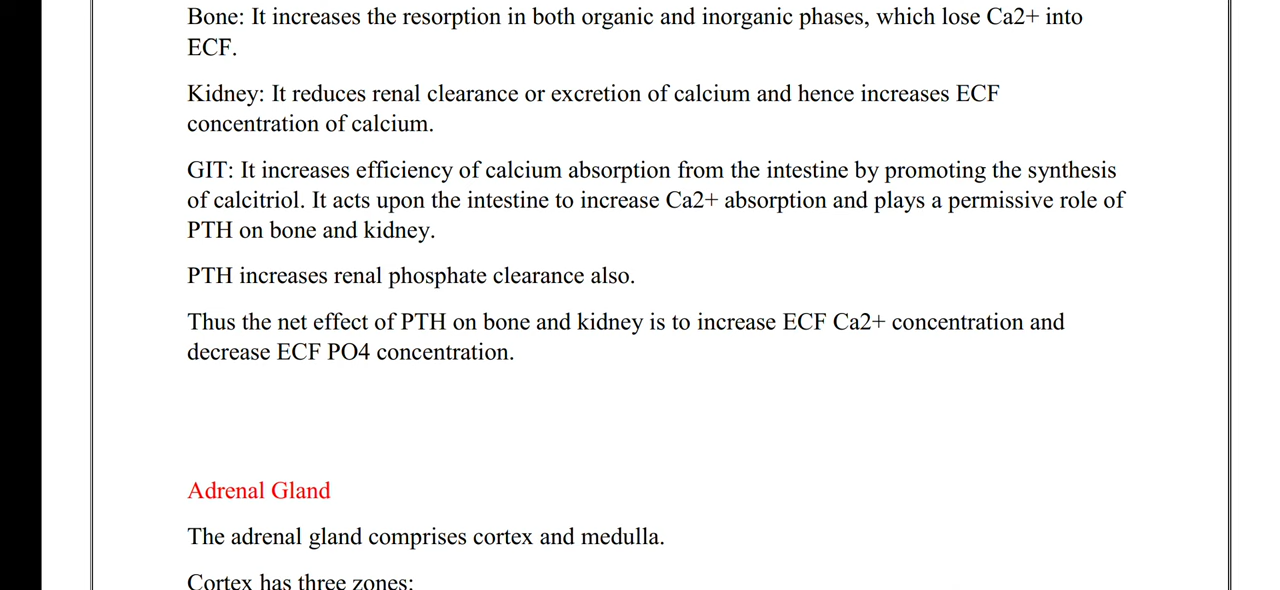 Bone: It increases the resorption in both organic and inorganic phases, which lose Ca2+ into
ECF.
Kidney: It reduces renal clearance or excretion of calcium and hence increases ECF
concentration of calcium.
GIT: It increases efficiency of calcium absorption from the intestine by promoting the synthesis
of calcitriol. It acts upon the intestine to increase Ca2+ absorption and plays a permissive role of
PTH on bone and kidney.
PTH increases renal phosphate clearance also.
Thus the net effect of PTH on bone and kidney is to increase ECF Ca2+ concentration and
decrease ECF PO4 concentration.
Adrenal Gland
The adrenal gland comprises cortex and medulla.
Cortex has three zones: